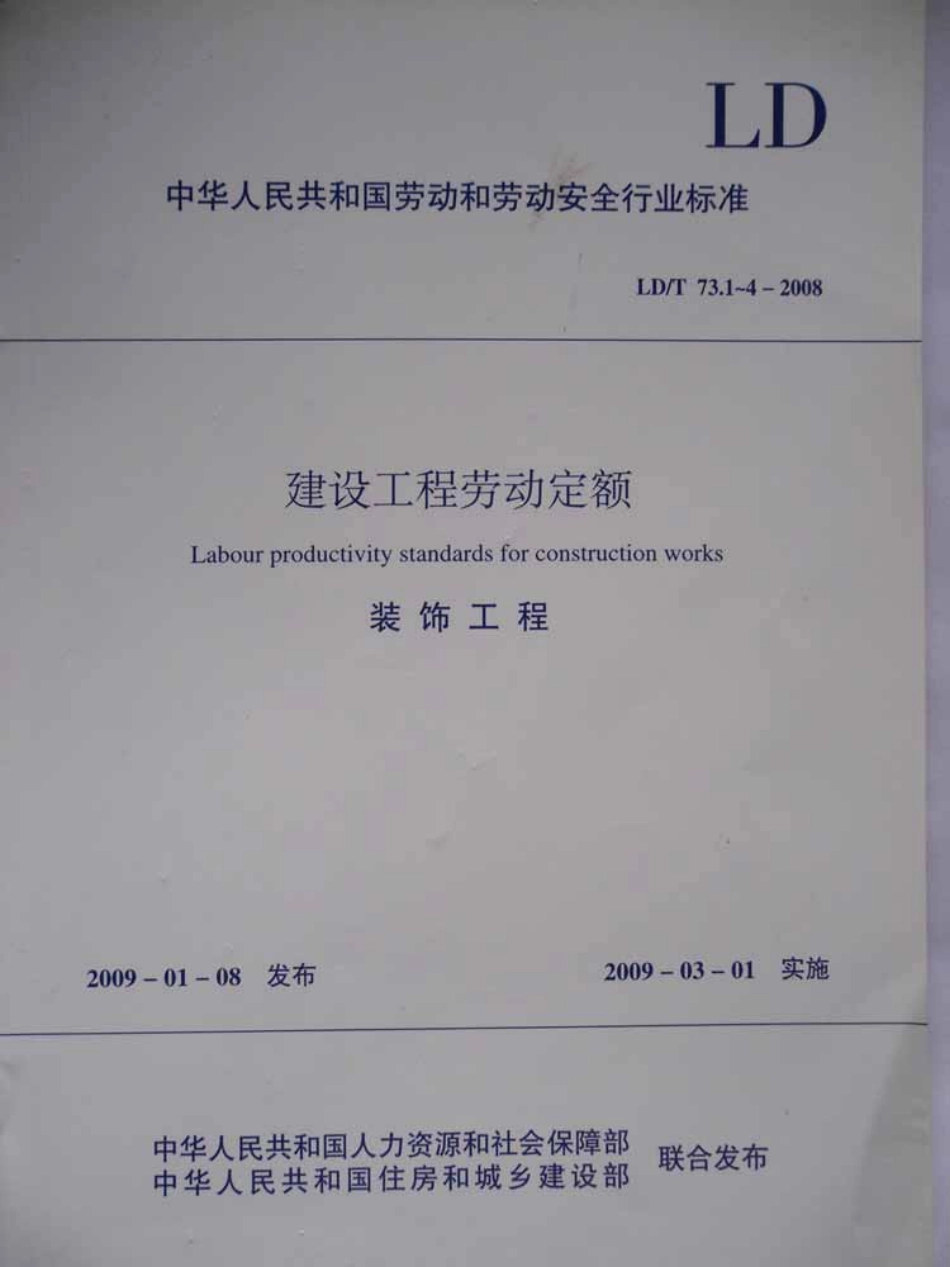 LD
中华人民共和国劳动和劳动安全行业标准
LD/T 73.1~4－2008
建设工程劳动定额
Labour productivity standards for construction works
装饰工程
2009－01－08 发布
2009－03－01 实施
中华人民共和国人力资源和社会保障部
中华人民共和国住房和城乡建设部
联合发布